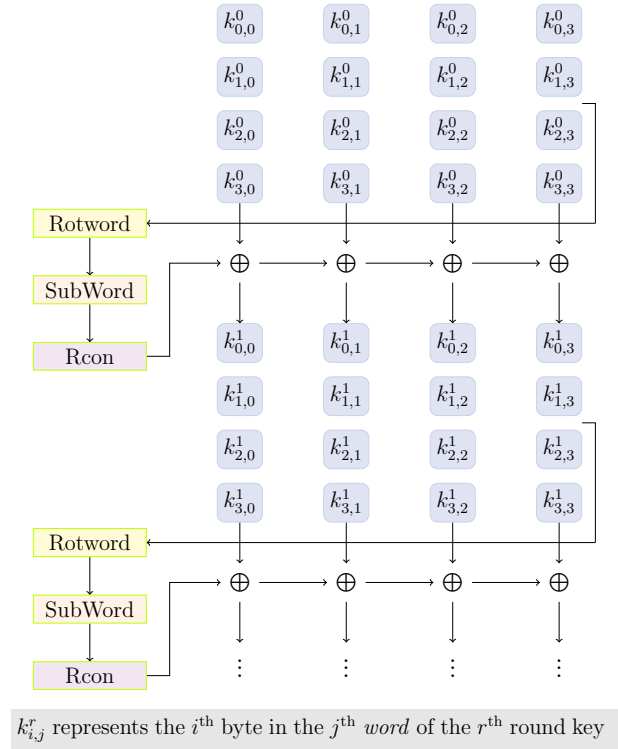 k^0_{0,0} k^0_{0,1} k^0_{0,2} k^0_{0,3}
k^0_{1,0} k^0_{1,1} k^0_{1,2} k^0_{1,3}
k^0_{2,0} k^0_{2,1} k^0_{2,2} k^0_{2,3}
k^0_{3,0} k^0_{3,1} k^0_{3,2} k^0_{3,3}
Rotword
⊕ ⊕ ⊕ ⊕
SubWord
k^1_{0,0} k^1_{0,1} k^1_{0,2} k^1_{0,3}
Rcon
k^1_{1,0} k^1_{1,1} k^1_{1,2} k^1_{1,3}
k^1_{2,0} k^1_{2,1} k^1_{2,2} k^1_{2,3}
k^1_{3,0} k^1_{3,1} k^1_{3,2} k^1_{3,3}
Rotword
⊕ ⊕ ⊕ ⊕
SubWord
Rcon
⋮ ⋮ ⋮ ⋮
k^r_{i,j} represents the i^th byte in the j^th word of the r^th round key